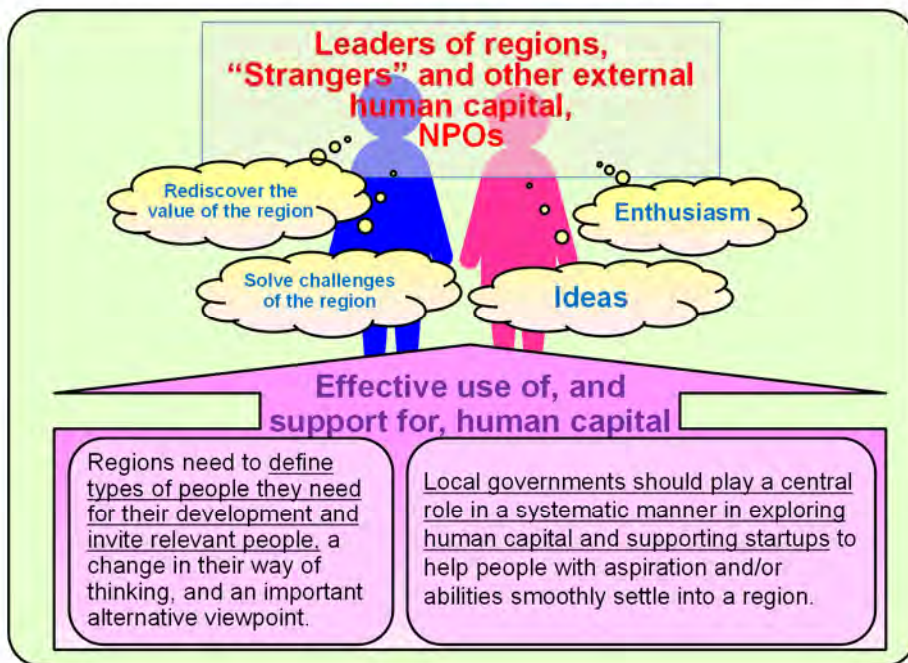 Leaders of regions,
“Strangers” and other external
human capital,
NPOs
Rediscover the
value of the region
Enthusiasm
Solve challenges
of the region
Ideas
Effective use of, and
support for, human capital
Regions need to define
types of people they need
for their development and
invite relevant people, a
change in their way of
thinking, and an important
alternative viewpoint.
Local governments should play a central
role in a systematic manner in exploring
human capital and supporting startups to
help people with aspiration and/or
abilities smoothly settle into a region.